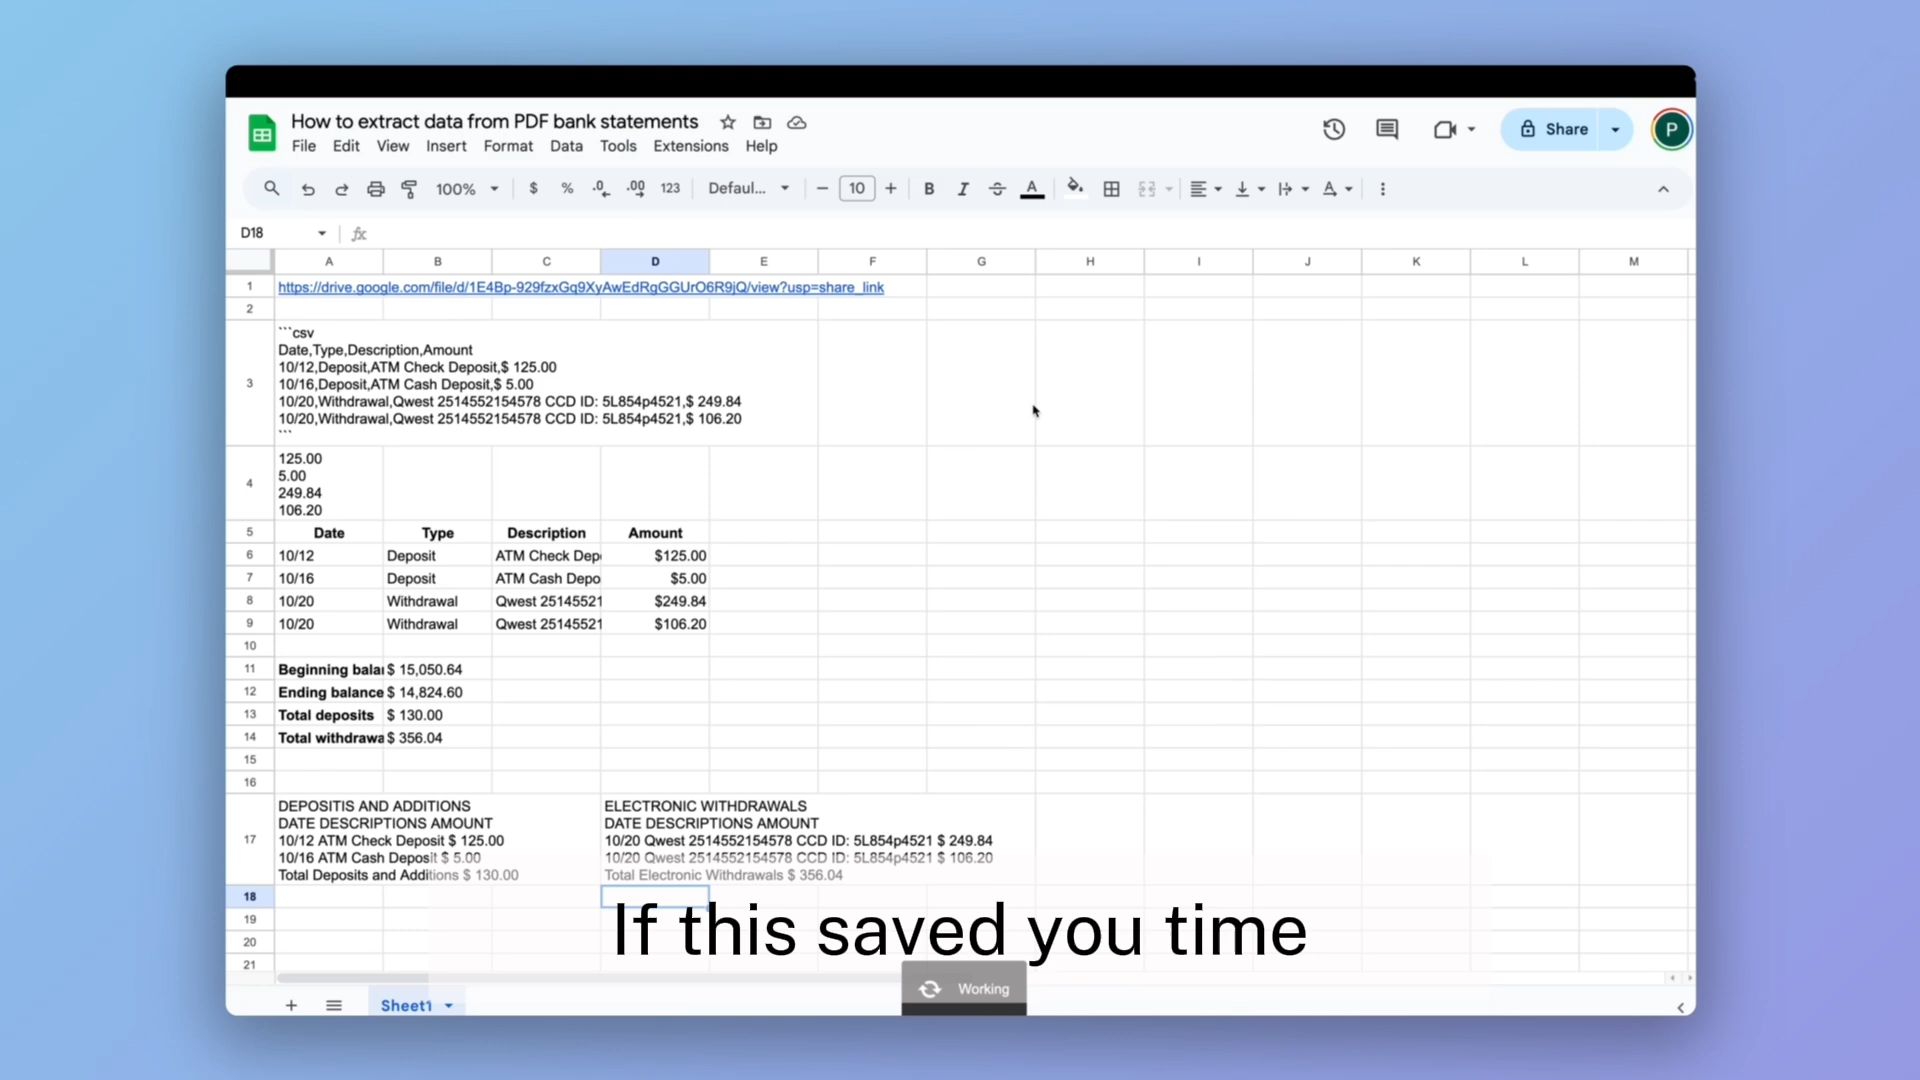 How to extract data from PDF bank statements
File Edit View Insert Format Data Tools Extensions Help
Share
P
100% $ % .0 .00 123 Defaul... 10 B I A
D18
fx
A B C D E F G H I J K L M
1 https://drive.google.com/file/d/1E4Bp-929fzxGq9XyAwEdRgGGUrO6R9jQ/view?usp=share_link
2
```csv
Date,Type,Description,Amount
10/12,Deposit,ATM Check Deposit,$ 125.00
3 10/16,Deposit,ATM Cash Deposit,$ 5.00
10/20,Withdrawal,Qwest 2514552154578 CCD ID: 5L854p4521,$ 249.84
10/20,Withdrawal,Qwest 2514552154578 CCD ID: 5L854p4521,$ 106.20
```
125.00
5.00
4 249.84
106.20
5 Date Type Description Amount
6 10/12 Deposit ATM Check Dep $125.00
7 10/16 Deposit ATM Cash Depo $5.00
8 10/20 Withdrawal Qwest 25145521 $249.84
9 10/20 Withdrawal Qwest 25145521 $106.20
10
11 Beginning balar $ 15,050.64
12 Ending balance $ 14,824.60
13 Total deposits $ 130.00
14 Total withdrawa $ 356.04
15
16
DEPOSITIS AND ADDITIONS ELECTRONIC WITHDRAWALS
DATE DESCRIPTIONS AMOUNT DATE DESCRIPTIONS AMOUNT
17 10/12 ATM Check Deposit $ 125.00 10/20 Qwest 2514552154578 CCD ID: 5L854p4521 $ 249.84
10/16 ATM Cash Deposit $ 5.00 10/20 Qwest 2514552154578 CCD ID: 5L854p4521 $ 106.20
Total Deposits and Additions $ 130.00 Total Electronic Withdrawals $ 356.04
18
19
If this saved you time
20
21
Working
Sheet1